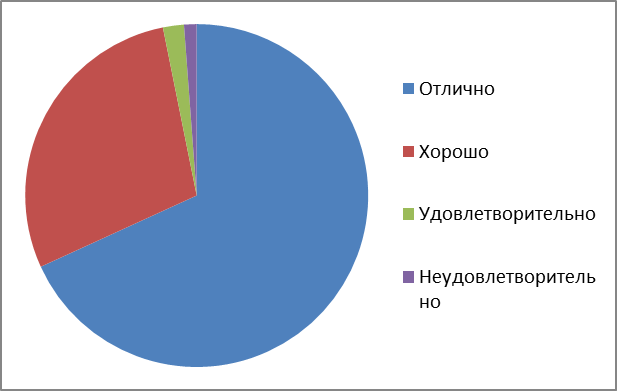 Отлично
Хорошо
Удовлетворительно
Неудовлетворитель
но